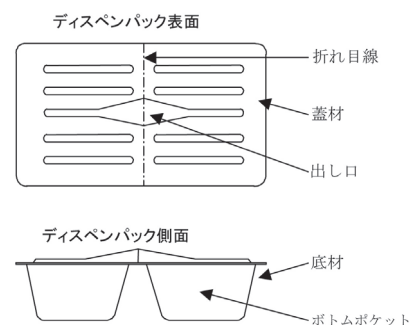 ディスペンパック表面
折れ目線
蓋材
出し口
ディスペンパック側面
底材
ボトムポケット